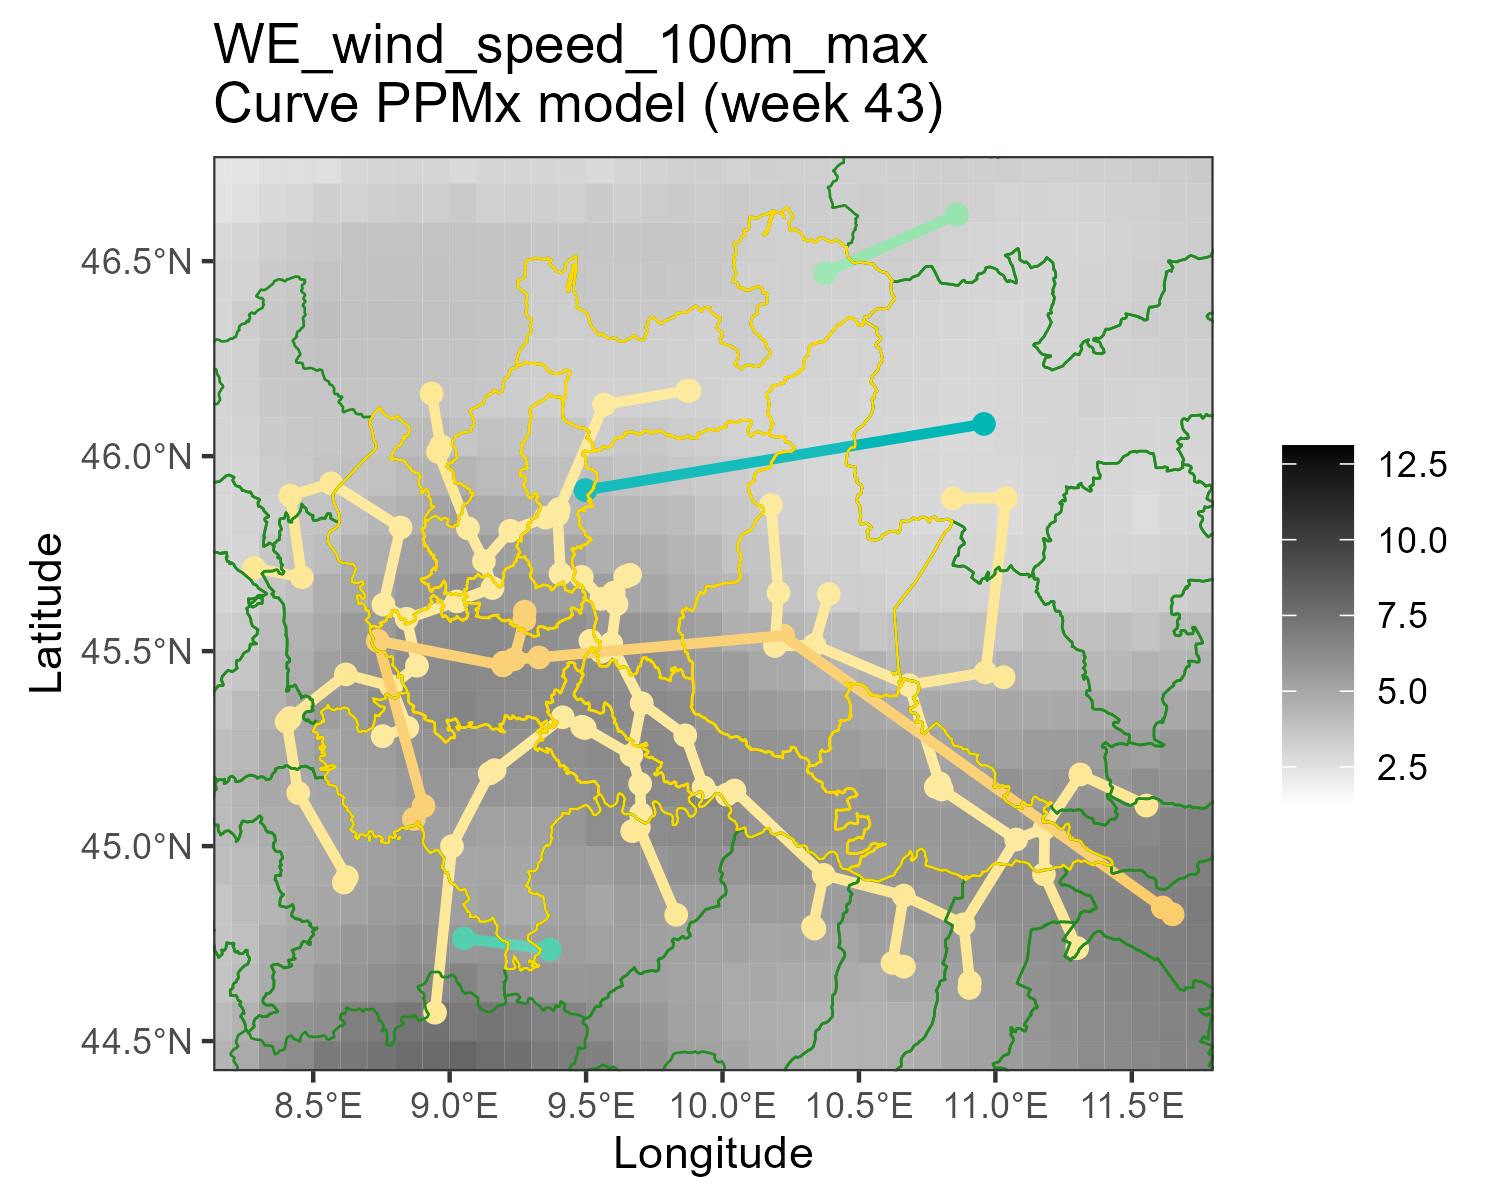 WE_wind_speed_100m_max
Curve PPMx model (week 43)
46.5°N
46.0°N
45.5°N
45.0°N
44.5°N
Latitude
8.5°E
9.0°E
9.5°E
10.0°E
10.5°E
11.0°E
11.5°E
Longitude
12.5
10.0
7.5
5.0
2.5